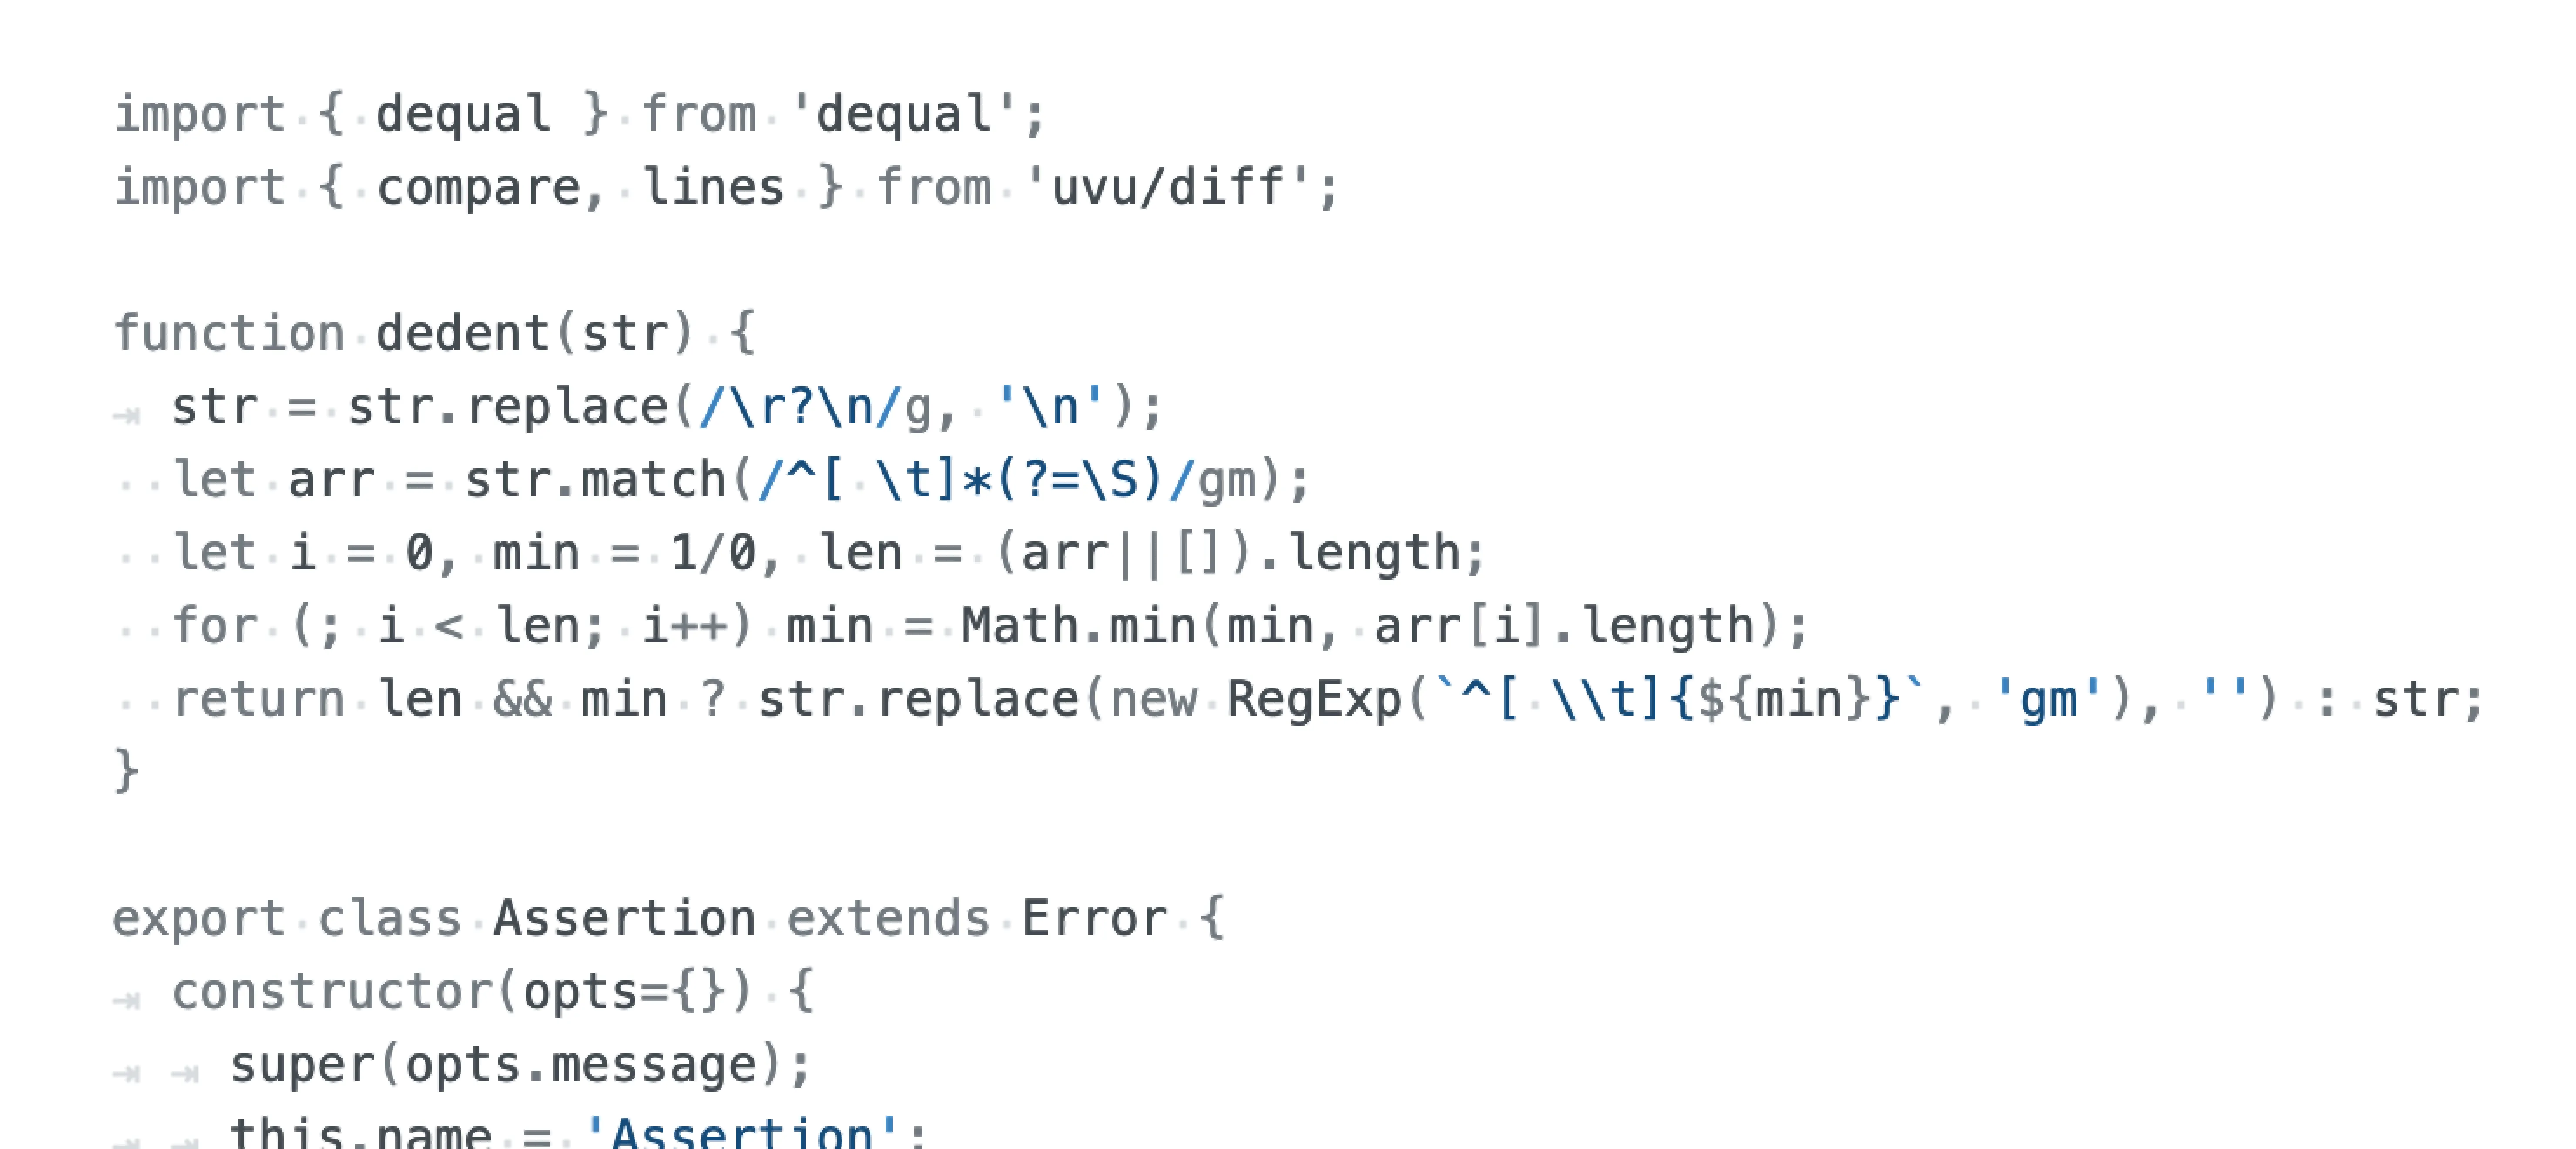 import { dequal } from 'dequal';
import { compare, lines } from 'uvu/diff';

function dedent(str) {
	str = str.replace(/\r?\n/g, '\n');
  let arr = str.match(/^[ \t]*(?=\S)/gm);
  let i = 0, min = 1/0, len = (arr||[]).length;
  for (; i < len; i++) min = Math.min(min, arr[i].length);
  return len && min ? str.replace(new RegExp(`^[ \\t]{${min}}`, 'gm'), '') : str;
}

export class Assertion extends Error {
	constructor(opts={}) {
		super(opts.message);
		this.name = 'Assertion';